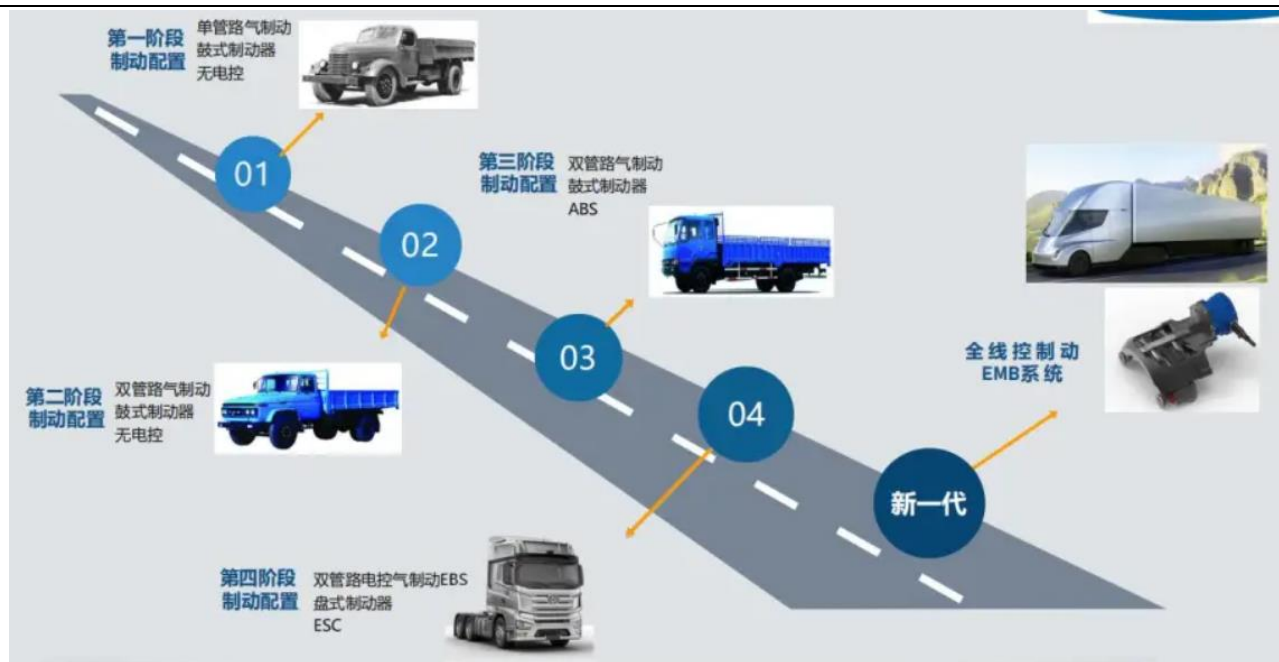 第一阶段
制动配置
单管路气制动
鼓式制动器
无电控
01
02
第二阶段
制动配置
双管路气制动
鼓式制动器
无电控
第三阶段
制动配置
双管路气制动
鼓式制动器
ABS
03
04
第四阶段
制动配置
双管路电控气制动EBS
盘式制动器
ESC
新一代
全线控制动
EMB系统